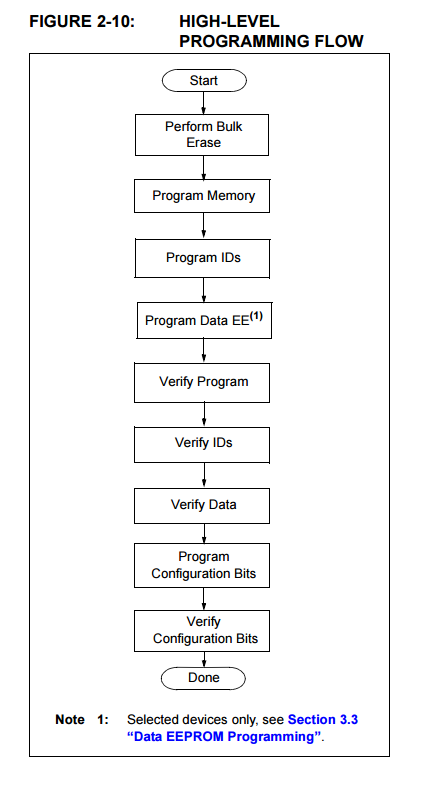 FIGURE 2-10: HIGH-LEVEL
PROGRAMMING FLOW
Start
Perform Bulk
Erase
Program Memory
Program IDs
Program Data EE(1)
Verify Program
Verify IDs
Verify Data
Program
Configuration Bits
Verify
Configuration Bits
Done
Note 1: Selected devices only, see Section 3.3
“Data EEPROM Programming”.